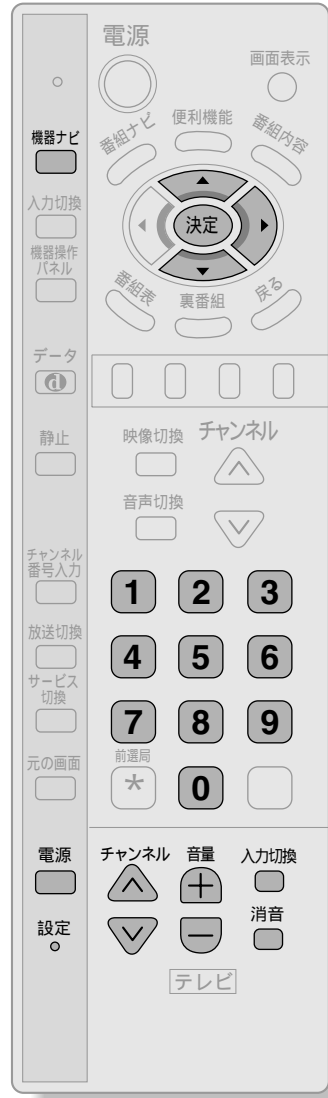 電源
画面表示
機器ナビ
番組ナビ
便利機能
番組内容
入力切換
決定
機器操作
パネル
番組表
裏番組
戻る
データ
d
静止
映像切換
チャンネル
音声切換
チャンネル
番号入力
1 2 3
放送切換
4 5 6
サービス
切換
7 8 9
元の画面
前選局
* 0
電源
チャンネル
音量
入力切換
+
設定
消音
−
テレビ